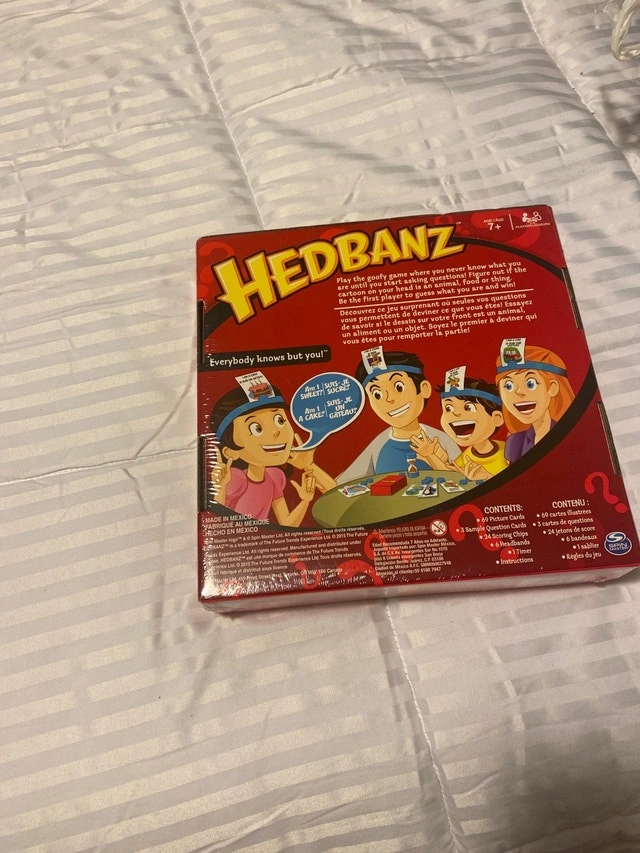 HEDBANZ™
AGE / ÂGE
7+
Play the goofy game where you never know what you
are until you start asking questions! Figure out if the
cartoon on your head is an animal, food or thing.
Be the first player to guess what you are and win!
Découvrez ce jeu surprenant où seules vos questions
vous permettent de deviner ce que vous êtes! Essayez
de savoir si le dessin sur votre front est un animal,
un aliment ou un objet. Soyez le premier à deviner qui
vous êtes pour remporter la partie!
Everybody knows but you!™
Am I SWEET?
SUIS-JE SUCRÉ?
Am I A CAKE?
SUIS-JE UN GÂTEAU?
MADE IN MEXICO
FABRIQUÉ AU MEXIQUE
HECHO EN MÉXICO
CONTENTS:
• 69 Picture Cards
• 3 Sample Question Cards
• 24 Scoring Chips
• 6 Headbands
• 1 Timer
• Instructions
CONTENU :
• 69 cartes illustrées
• 3 cartes de questions
• 24 jetons de score
• 6 bandeaux
• 1 sablier
• Règles du jeu
SPIN MASTER